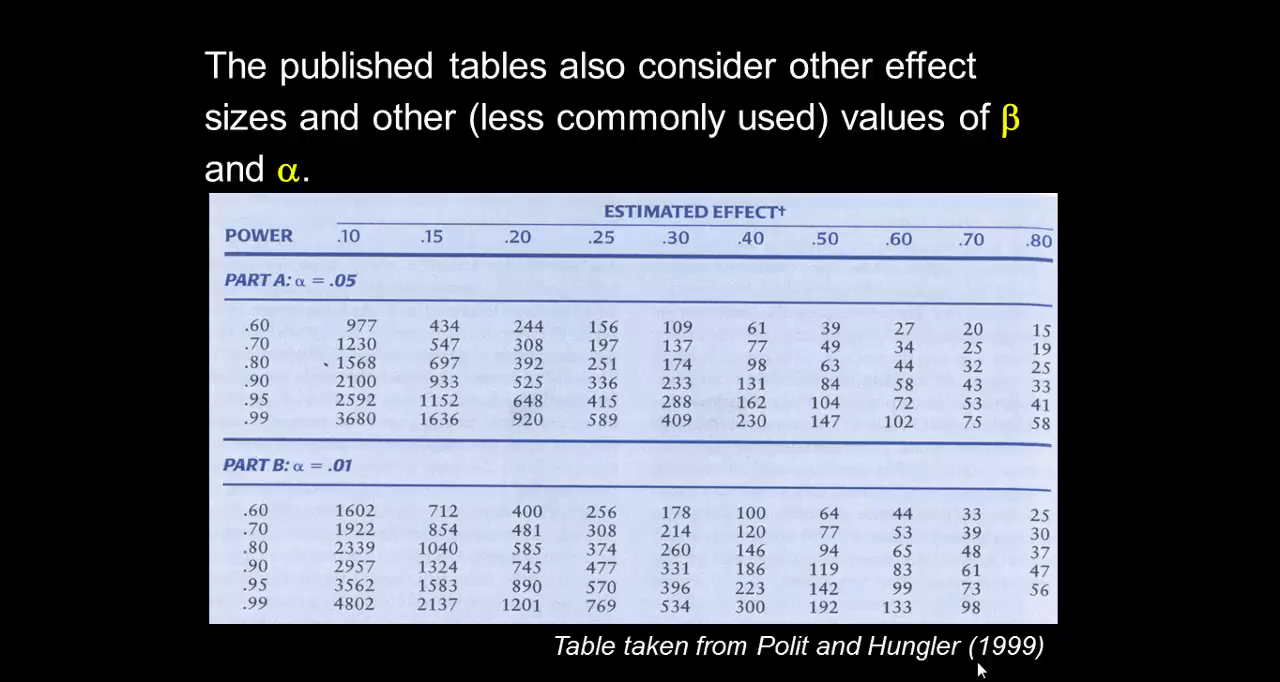 The published tables also consider other effect
sizes and other (less commonly used) values of β
and α.
ESTIMATED EFFECT†
POWER .10 .15 .20 .25 .30 .40 .50 .60 .70 .80
PART A: α = .05
.60 977 434 244 156 109 61 39 27 20 15
.70 1230 547 308 197 137 77 49 34 25 19
.80 1568 697 392 251 174 98 63 44 32 25
.90 2100 933 525 336 233 131 84 58 43 33
.95 2592 1152 648 415 288 162 104 72 53 41
.99 3680 1636 920 589 409 230 147 102 75 58
PART B: α = .01
.60 1602 712 400 256 178 100 64 44 33 25
.70 1922 854 481 308 214 120 77 53 39 30
.80 2339 1040 585 374 260 146 94 65 48 37
.90 2957 1324 745 477 331 186 119 83 61 47
.95 3562 1583 890 570 396 223 142 99 73 56
.99 4802 2137 1201 769 534 300 192 133 98
Table taken from Polit and Hungler (1999)